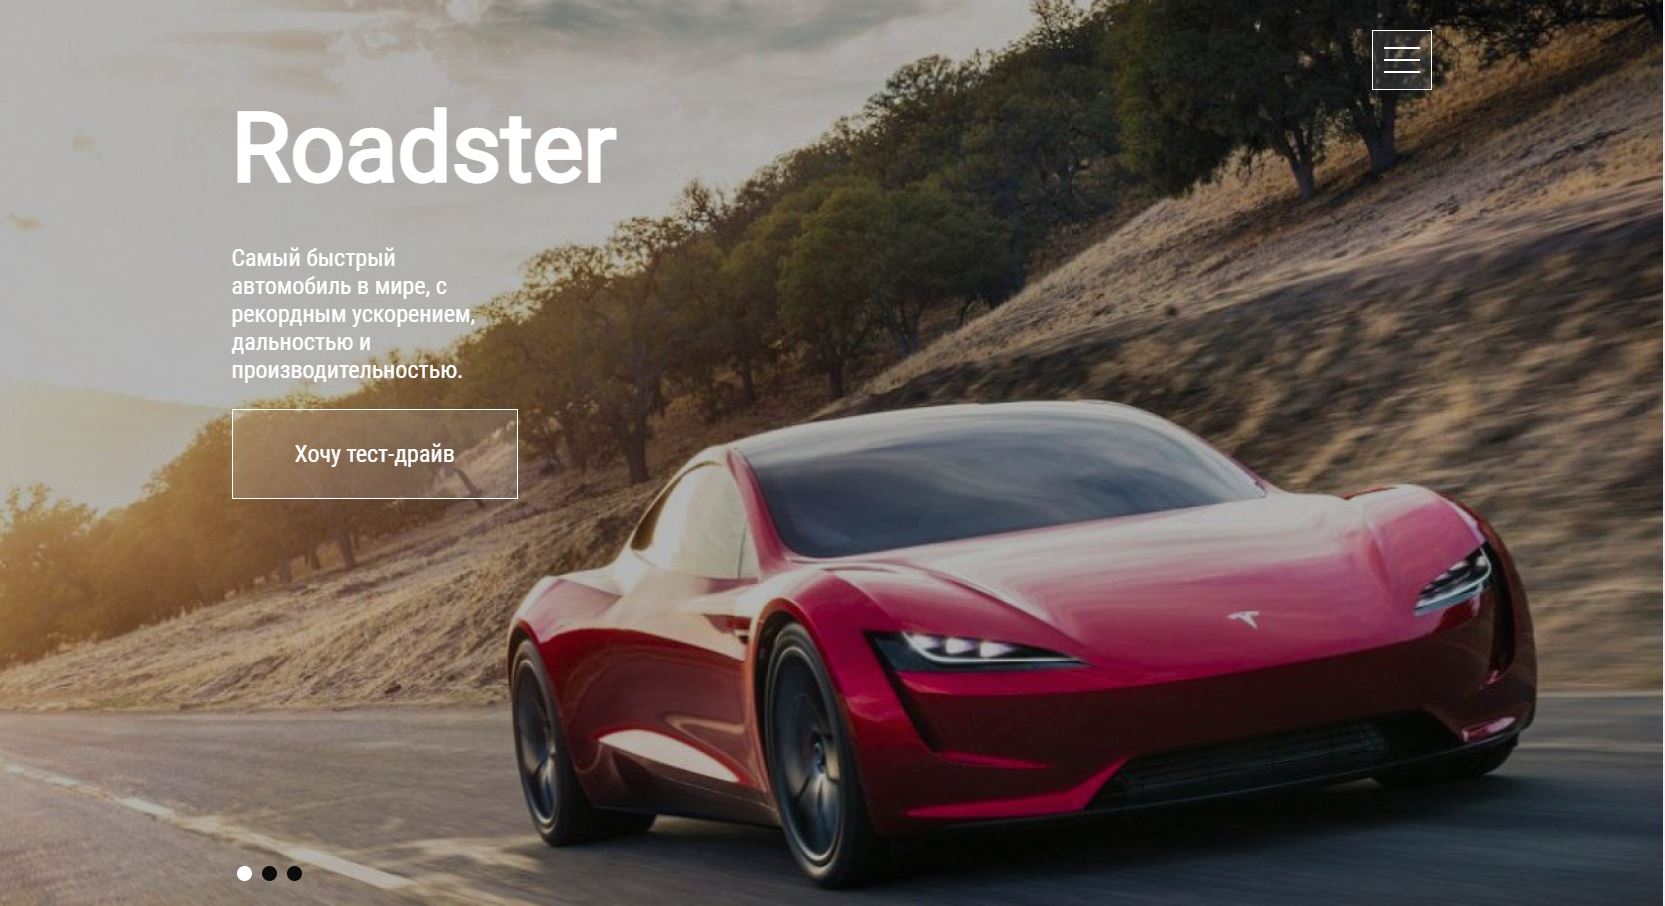 Roadster
Самый быстрый
автомобиль в мире, с
рекордным ускорением,
дальностью и
производительностью.
Хочу тест-драйв